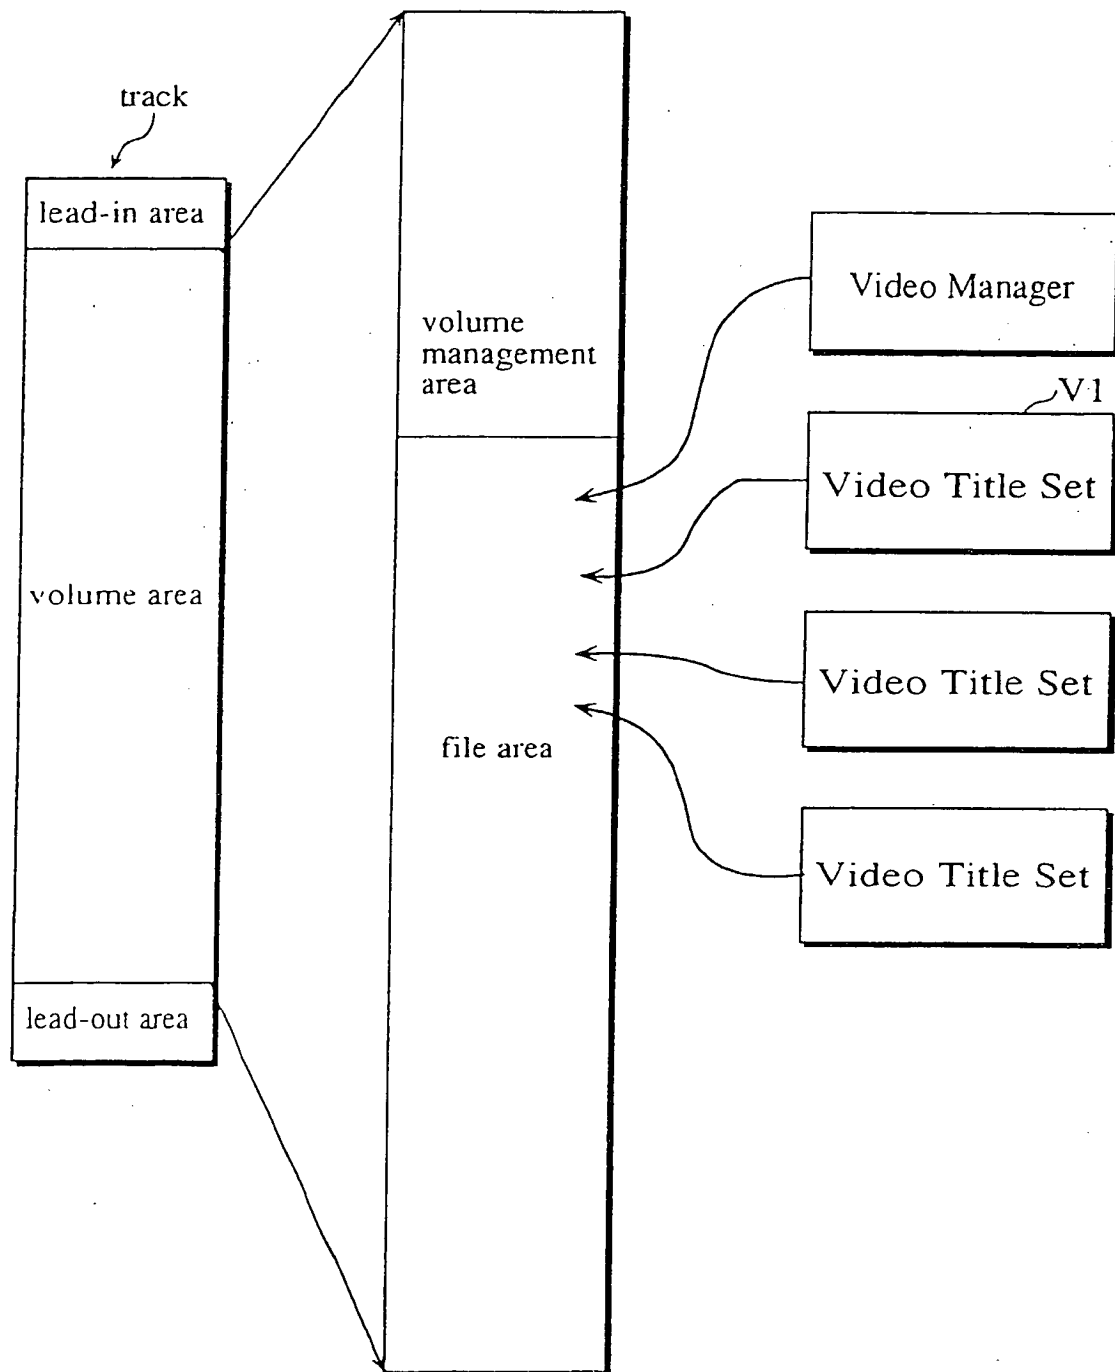 track
lead-in area
volume area
lead-out area
volume
management
area
file area
Video Manager
V1
Video Title Set
Video Title Set
Video Title Set